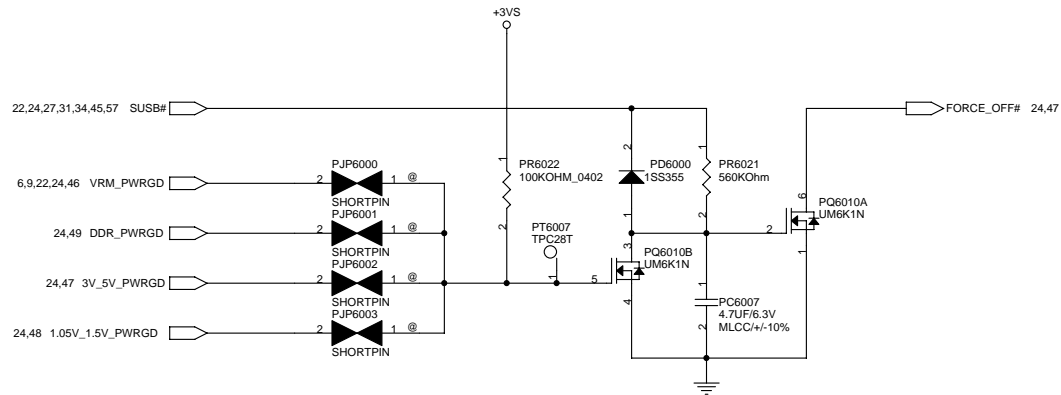 +3VS
22,24,27,31,34,45,57 SUSB#
FORCE_OFF# 24,47
PJP6000
2 1 @
SHORTPIN
6,9,22,24,46 VRM_PWRGD
PJP6001
2 1 @
SHORTPIN
24,49 DDR_PWRGD
PJP6002
2 1 @
SHORTPIN
24,47 3V_5V_PWRGD
PJP6003
2 1 @
SHORTPIN
24,48 1.05V_1.5V_PWRGD
1
PR6022
100KOHM_0402
2
PT6007
TPC28T
1
2
PD6000
1SS355
1
1
PR6021
560KOhm
2
3
PQ6010B
UM6K1N
5
4
6
PQ6010A
UM6K1N
2
1
1
PC6007
4.7UF/6.3V
2
MLCC/+/-10%